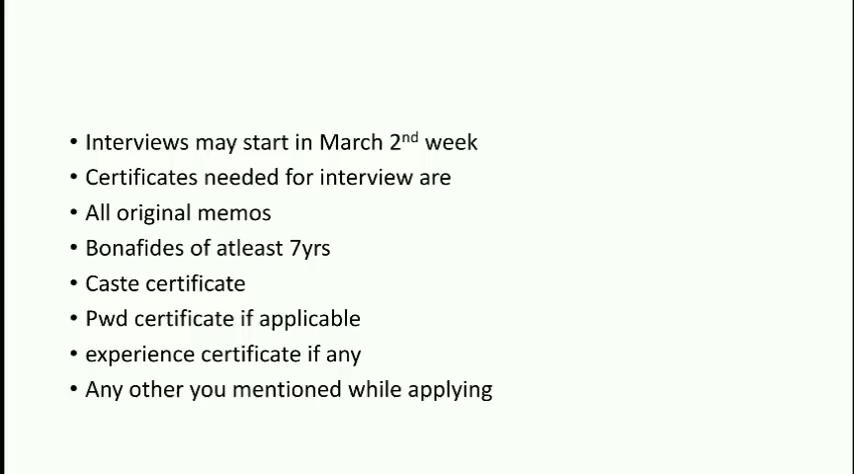 • Interviews may start in March 2nd week
• Certificates needed for interview are
• All original memos
• Bonafides of atleast 7yrs
• Caste certificate
• Pwd certificate if applicable
• experience certificate if any
• Any other you mentioned while applying